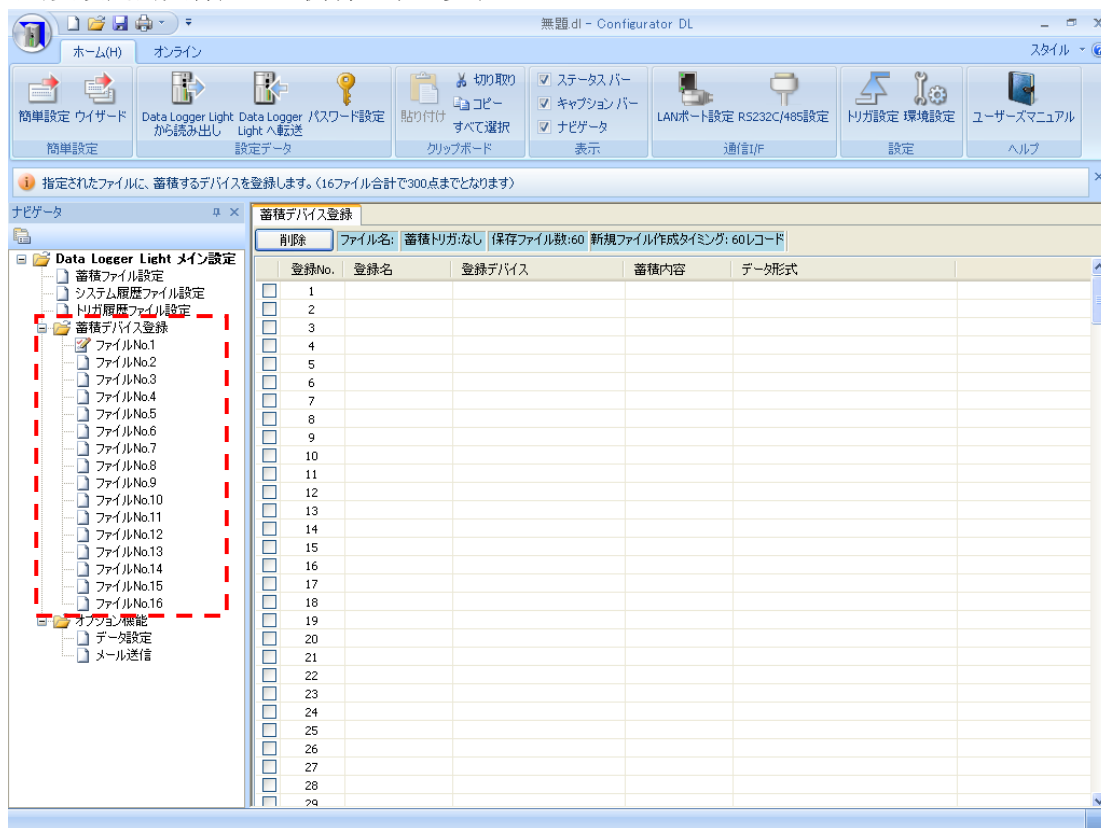 無題.dl - Configurator DL
ホーム(H) オンライン スタイル
簡単設定 ウイザード
簡単設定
Data Logger Light から読み出し
Data Logger Light へ転送
パスワード設定
設定データ
貼り付け
切り取り
コピー
すべて選択
クリップボード
ステータス バー
キャプション バー
ナビゲータ
表示
LANポート設定 RS232C/485設定
通信I/F
トリガ設定 環境設定
設定
ユーザーズマニュアル
ヘルプ
指定されたファイルに、蓄積するデバイスを登録します。(16ファイル合計で300点までとなります)
ナビゲータ
Data Logger Light メイン設定
蓄積ファイル設定
システム履歴ファイル設定
トリガ履歴ファイル設定
蓄積デバイス登録
ファイルNo.1
ファイルNo.2
ファイルNo.3
ファイルNo.4
ファイルNo.5
ファイルNo.6
ファイルNo.7
ファイルNo.8
ファイルNo.9
ファイルNo.10
ファイルNo.11
ファイルNo.12
ファイルNo.13
ファイルNo.14
ファイルNo.15
ファイルNo.16
オプション機能
データ設定
メール送信
蓄積デバイス登録
削除 ファイル名: 蓄積トリガ:なし 保存ファイル数:60 新規ファイル作成タイミング: 60レコード
登録No. 登録名 登録デバイス 蓄積内容 データ形式
1
2
3
4
5
6
7
8
9
10
11
12
13
14
15
16
17
18
19
20
21
22
23
24
25
26
27
28
29